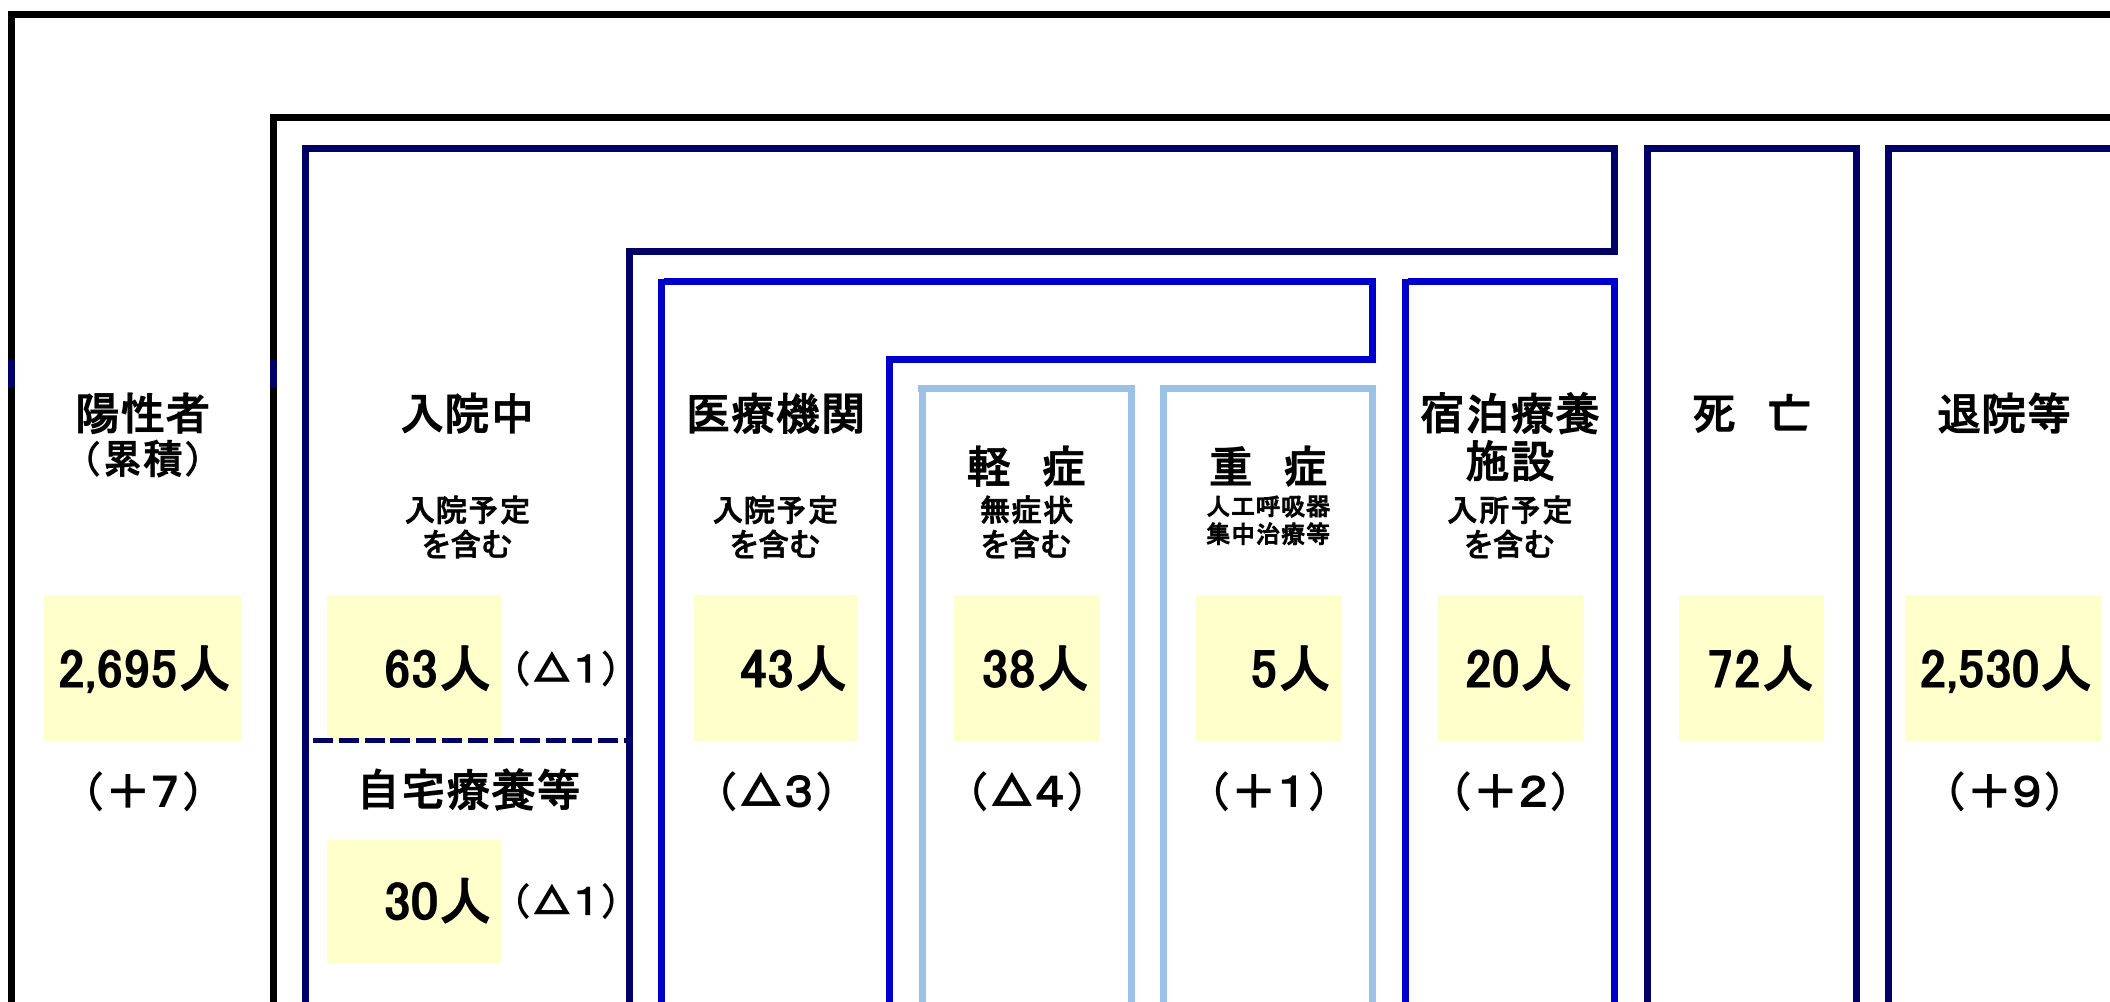 陽性者
（累積）
2,695人
（＋7）
入院中
入院予定
を含む
63人（△1）
自宅療養等
30人（△1）
医療機関
入院予定
を含む
43人
（△3）
軽　症
無症状
を含む
38人
（△4）
重　症
人工呼吸器
集中治療等
5人
（＋1）
宿泊療養
施設
入所予定
を含む
20人
（＋2）
死　亡
72人
退院等
2,530人
（＋9）